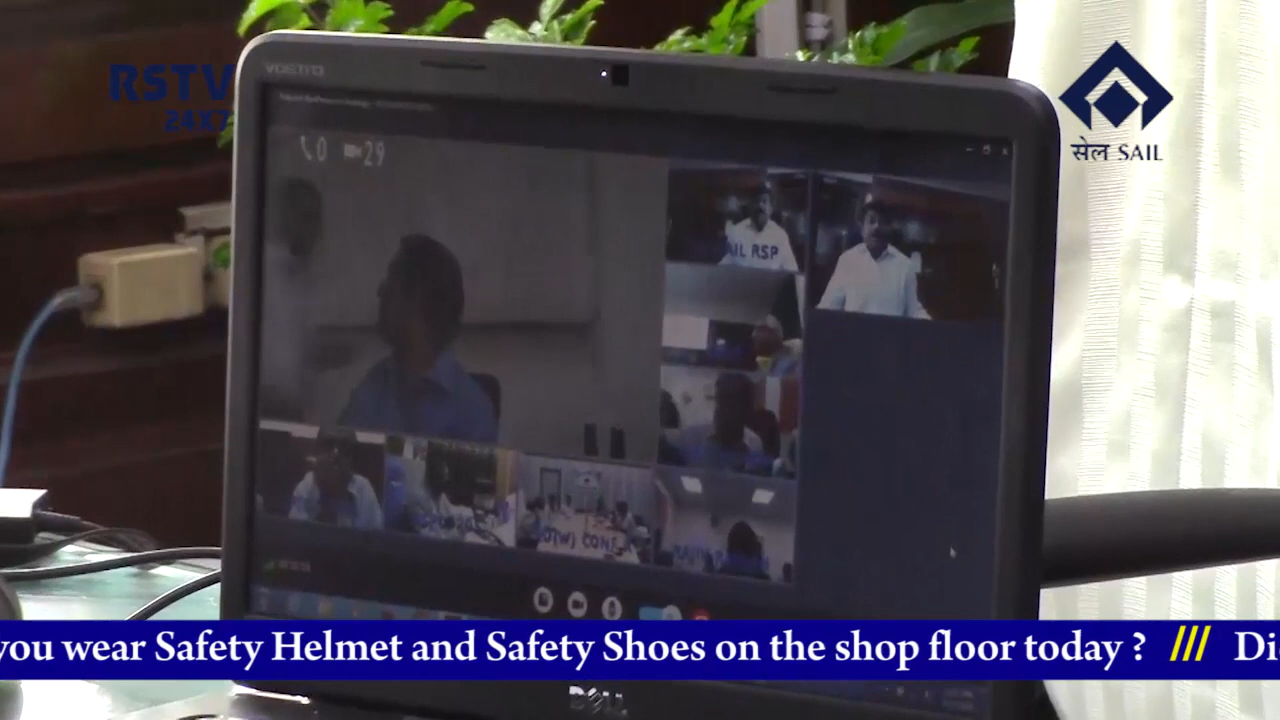 VOSTRO
RSTV
24X7
सेल SAIL
0 29
AIL RSP
you wear Safety Helmet and Safety Shoes on the shop floor today ? /// Di
DELL